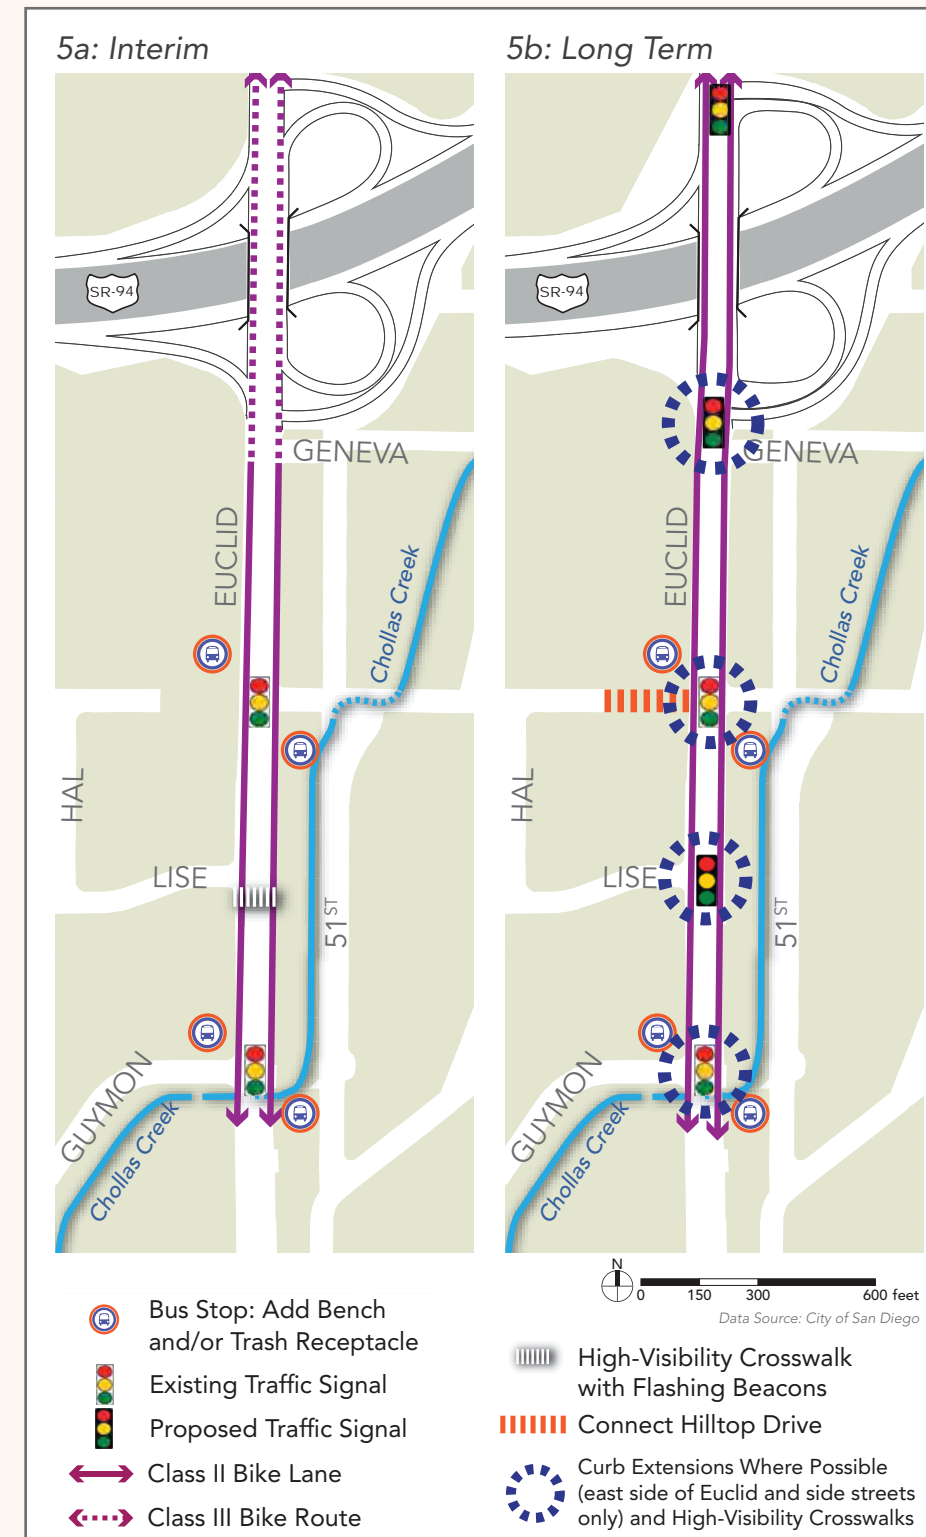 5a: Interim
SR-94
GENEVA
EUCLID
Chollas Creek
HAL
LISE
51ST
GUYMON
Chollas Creek
5b: Long Term
SR-94
GENEVA
EUCLID
Chollas Creek
HAL
LISE
51ST
GUYMON
Chollas Creek
N
0 150 300 600 feet
Data Source: City of San Diego
Bus Stop: Add Bench
and/or Trash Receptacle
Existing Traffic Signal
Proposed Traffic Signal
Class II Bike Lane
Class III Bike Route
High-Visibility Crosswalk
with Flashing Beacons
Connect Hilltop Drive
Curb Extensions Where Possible
(east side of Euclid and side streets
only) and High-Visibility Crosswalks